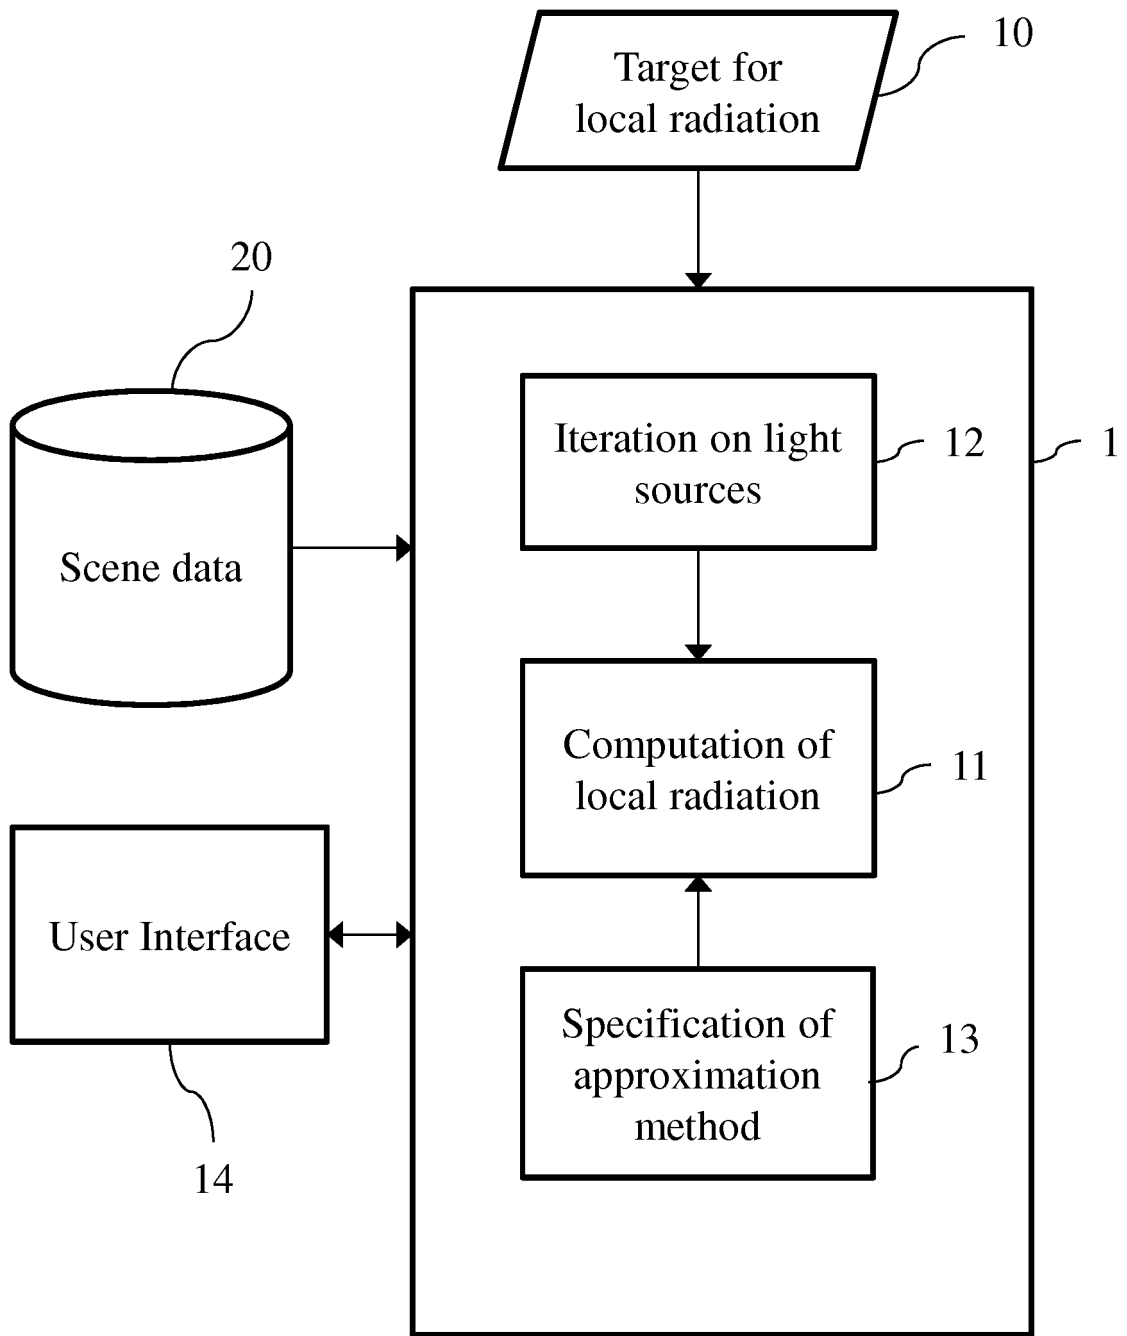 Target for
local radiation
10
20
Scene data
Iteration on light
sources
12
1
Computation of
local radiation
11
User Interface
14
Specification of
approximation
method
13